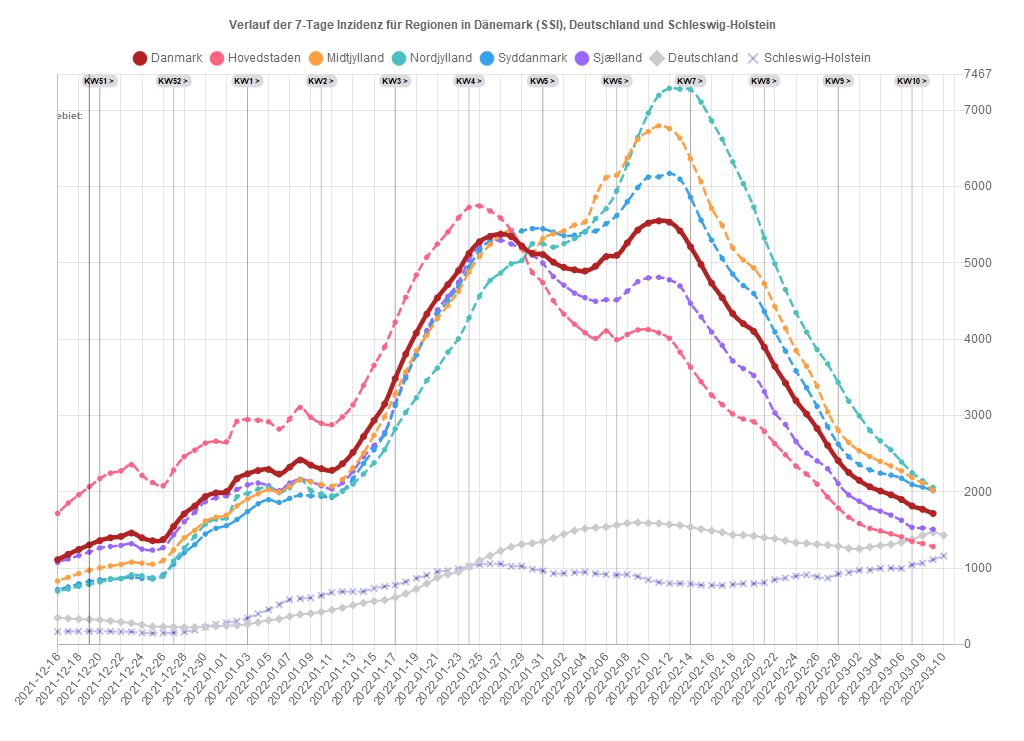 Verlauf der 7-Tage Inzidenz für Regionen in Dänemark (SSI), Deutschland und Schleswig-Holstein
Danmark Hovedstaden Midtjylland Nordjylland Syddanmark Sjælland Deutschland Schleswig-Holstein
KW51 > KW52 > KW1 > KW2 > KW3 > KW4 > KW5 > KW6 > KW7 > KW8 > KW9 > KW10 >
7467
7000
ebiet:
6000
5000
4000
3000
2000
1000
0
2021-12-16 2021-12-18 2021-12-20 2021-12-22 2021-12-24 2021-12-26 2021-12-28 2021-12-30 2022-01-01 2022-01-03 2022-01-05 2022-01-07 2022-01-09 2022-01-11 2022-01-13 2022-01-15 2022-01-17 2022-01-19 2022-01-21 2022-01-23 2022-01-25 2022-01-27 2022-01-29 2022-01-31 2022-02-02 2022-02-04 2022-02-06 2022-02-08 2022-02-10 2022-02-12 2022-02-14 2022-02-16 2022-02-18 2022-02-20 2022-02-22 2022-02-24 2022-02-26 2022-02-28 2022-03-02 2022-03-04 2022-03-06 2022-03-08 2022-03-10